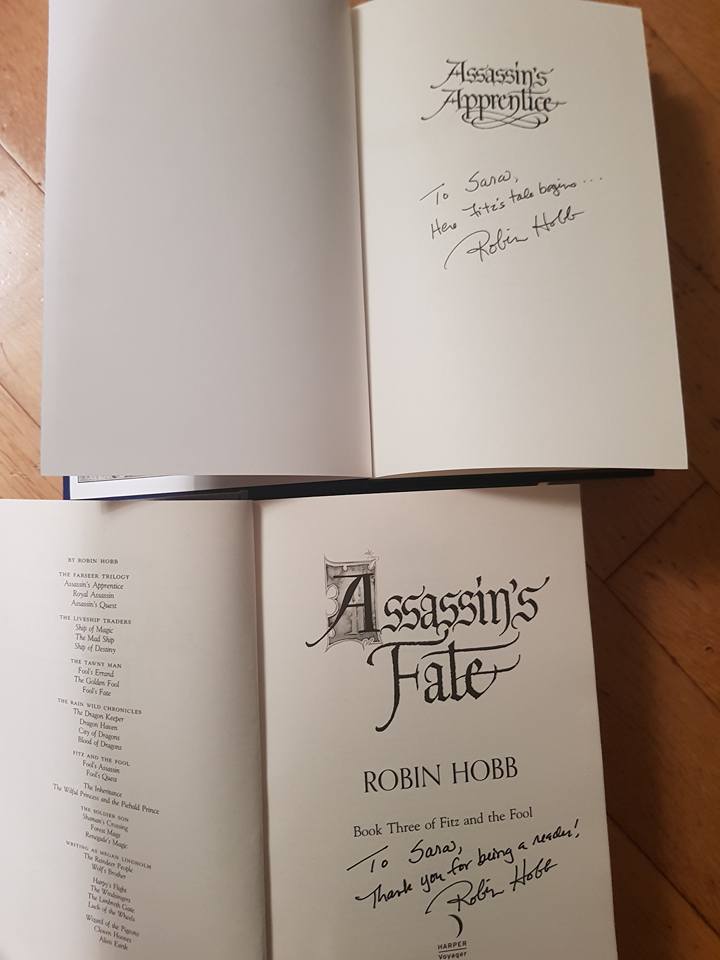 Assassin's
Apprentice
To Sara,
Here Fitz's tale begins...
Robin Hobb
BY ROBIN HOBB
THE FARSEER TRILOGY
Assassin's Apprentice
Royal Assassin
Assassin's Quest
THE LIVESHIP TRADERS
Ship of Magic
The Mad Ship
Ship of Destiny
THE TAWNY MAN
Fool's Errand
The Golden Fool
Fool's Fate
THE RAIN WILD CHRONICLES
The Dragon Keeper
Dragon Haven
City of Dragons
Blood of Dragons
FITZ AND THE FOOL
Fool's Assassin
Fool's Quest
The Inheritance
The Wilful Princess and the Piebald Prince
THE SOLDIER SON
Shaman's Crossing
Forest Mage
Renegade's Magic
WRITING AS MEGAN LINDHOLM
The Reindeer People
Wolf's Brother
Harpy's Flight
The Windsingers
The Limbreth Gate
Luck of the Wheels
Wizard of the Pigeons
Cloven Hooves
Alien Earth
Assassin's
Fate
ROBIN HOBB
Book Three of Fitz and the Fool
To Sara,
Thank you for being a reader!
Robin Hobb
HARPER
Voyager